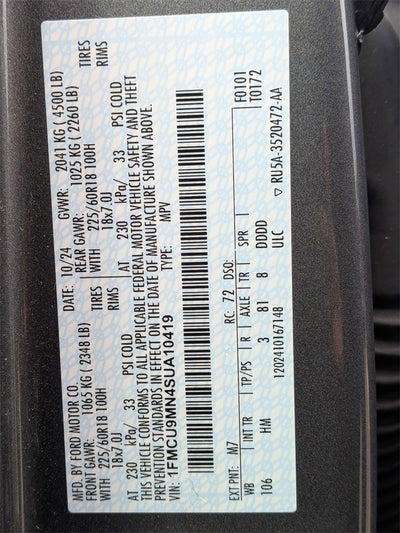 MFD. BY FORD MOTOR CO.
DATE: 10/24 GVWR: 2041 KG ( 4500 LB)
FRONT GAWR: 1065 KG ( 2348 LB) REAR GAWR: 1025 KG ( 2260 LB)
WITH 225/60R18 100H TIRES WITH 225/60R18 100H TIRES
18x7.0J RIMS 18x7.0J RIMS
AT 230 kPa/ 33 PSI COLD AT 230 kPa/ 33 PSI COLD
THIS VEHICLE CONFORMS TO ALL APPLICABLE FEDERAL MOTOR VEHICLE SAFETY AND THEFT
PREVENTION STANDARDS IN EFFECT ON THE DATE OF MANUFACTURE SHOWN ABOVE.
VIN: 1FMCU9MN4SUA10419 TYPE: MPV
F0101
T0172
EXT PNT: M7 RC: 72 DSO:
WB INT TR TP/PS R AXLE TR SPR
106 HM 3 81 8 DDDD
1202410167148 ULC ▽ RU5A-3520472-AA